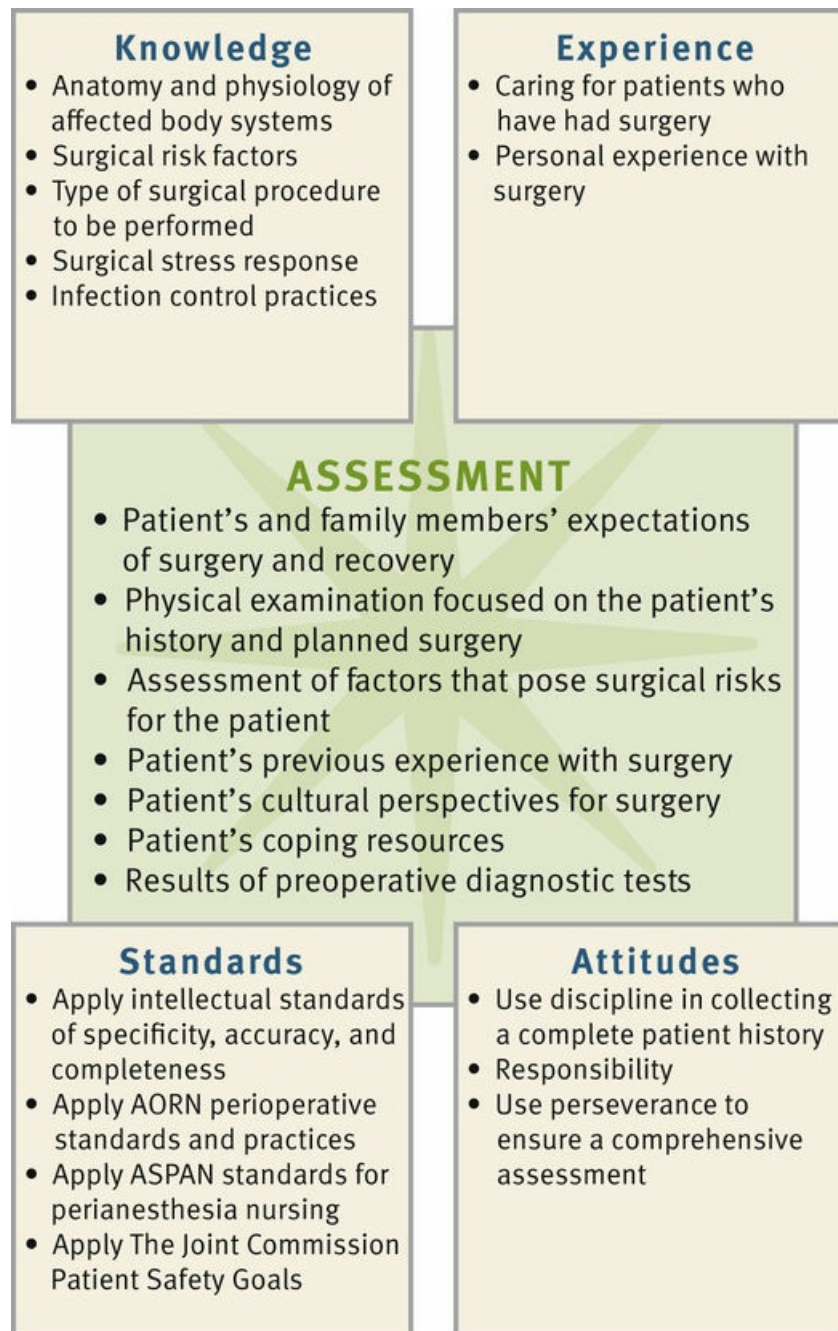 Knowledge
• Anatomy and physiology of
affected body systems
• Surgical risk factors
• Type of surgical procedure
to be performed
• Surgical stress response
• Infection control practices
Experience
• Caring for patients who
have had surgery
• Personal experience with
surgery
ASSESSMENT
• Patient’s and family members’ expectations
of surgery and recovery
• Physical examination focused on the patient’s
history and planned surgery
• Assessment of factors that pose surgical risks
for the patient
• Patient’s previous experience with surgery
• Patient’s cultural perspectives for surgery
• Patient’s coping resources
• Results of preoperative diagnostic tests
Standards
• Apply intellectual standards
of specificity, accuracy, and
completeness
• Apply AORN perioperative
standards and practices
• Apply ASPAN standards for
perianesthesia nursing
• Apply The Joint Commission
Patient Safety Goals
Attitudes
• Use discipline in collecting
a complete patient history
• Responsibility
• Use perseverance to
ensure a comprehensive
assessment